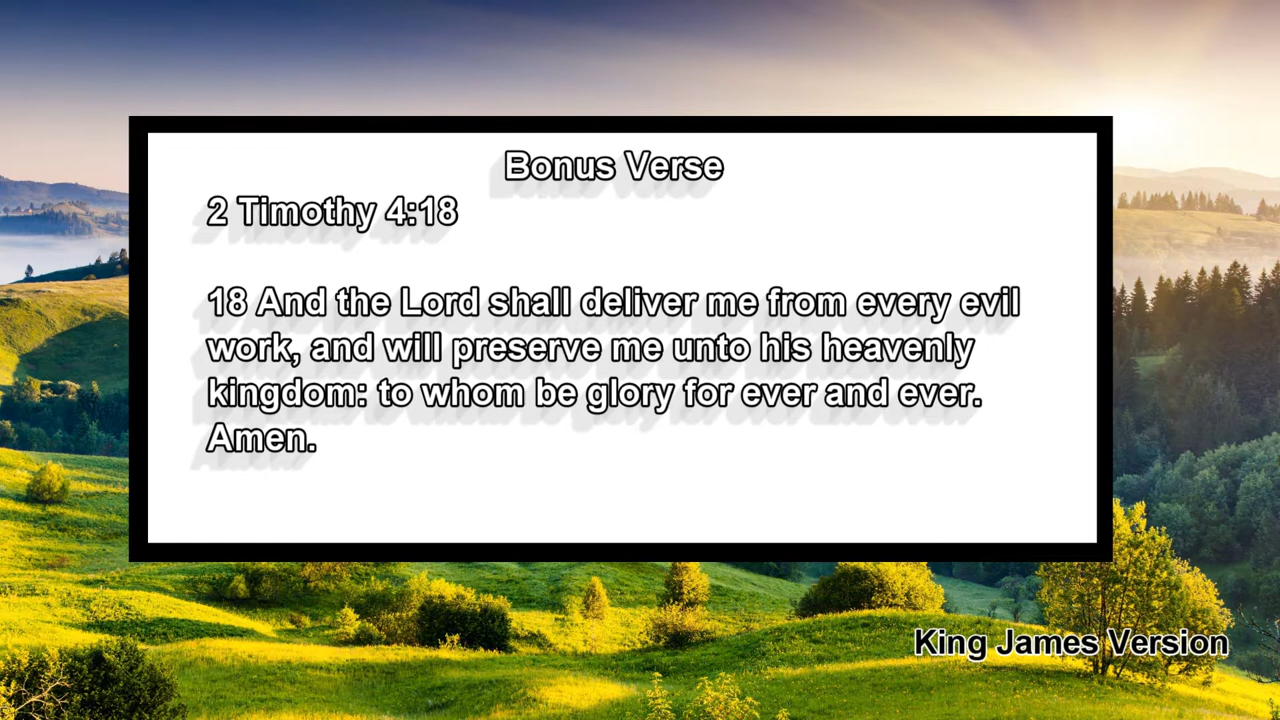 Bonus Verse
2 Timothy 4:18
18 And the Lord shall deliver me from every evil
work, and will preserve me unto his heavenly
kingdom: to whom be glory for ever and ever.
Amen.
King James Version